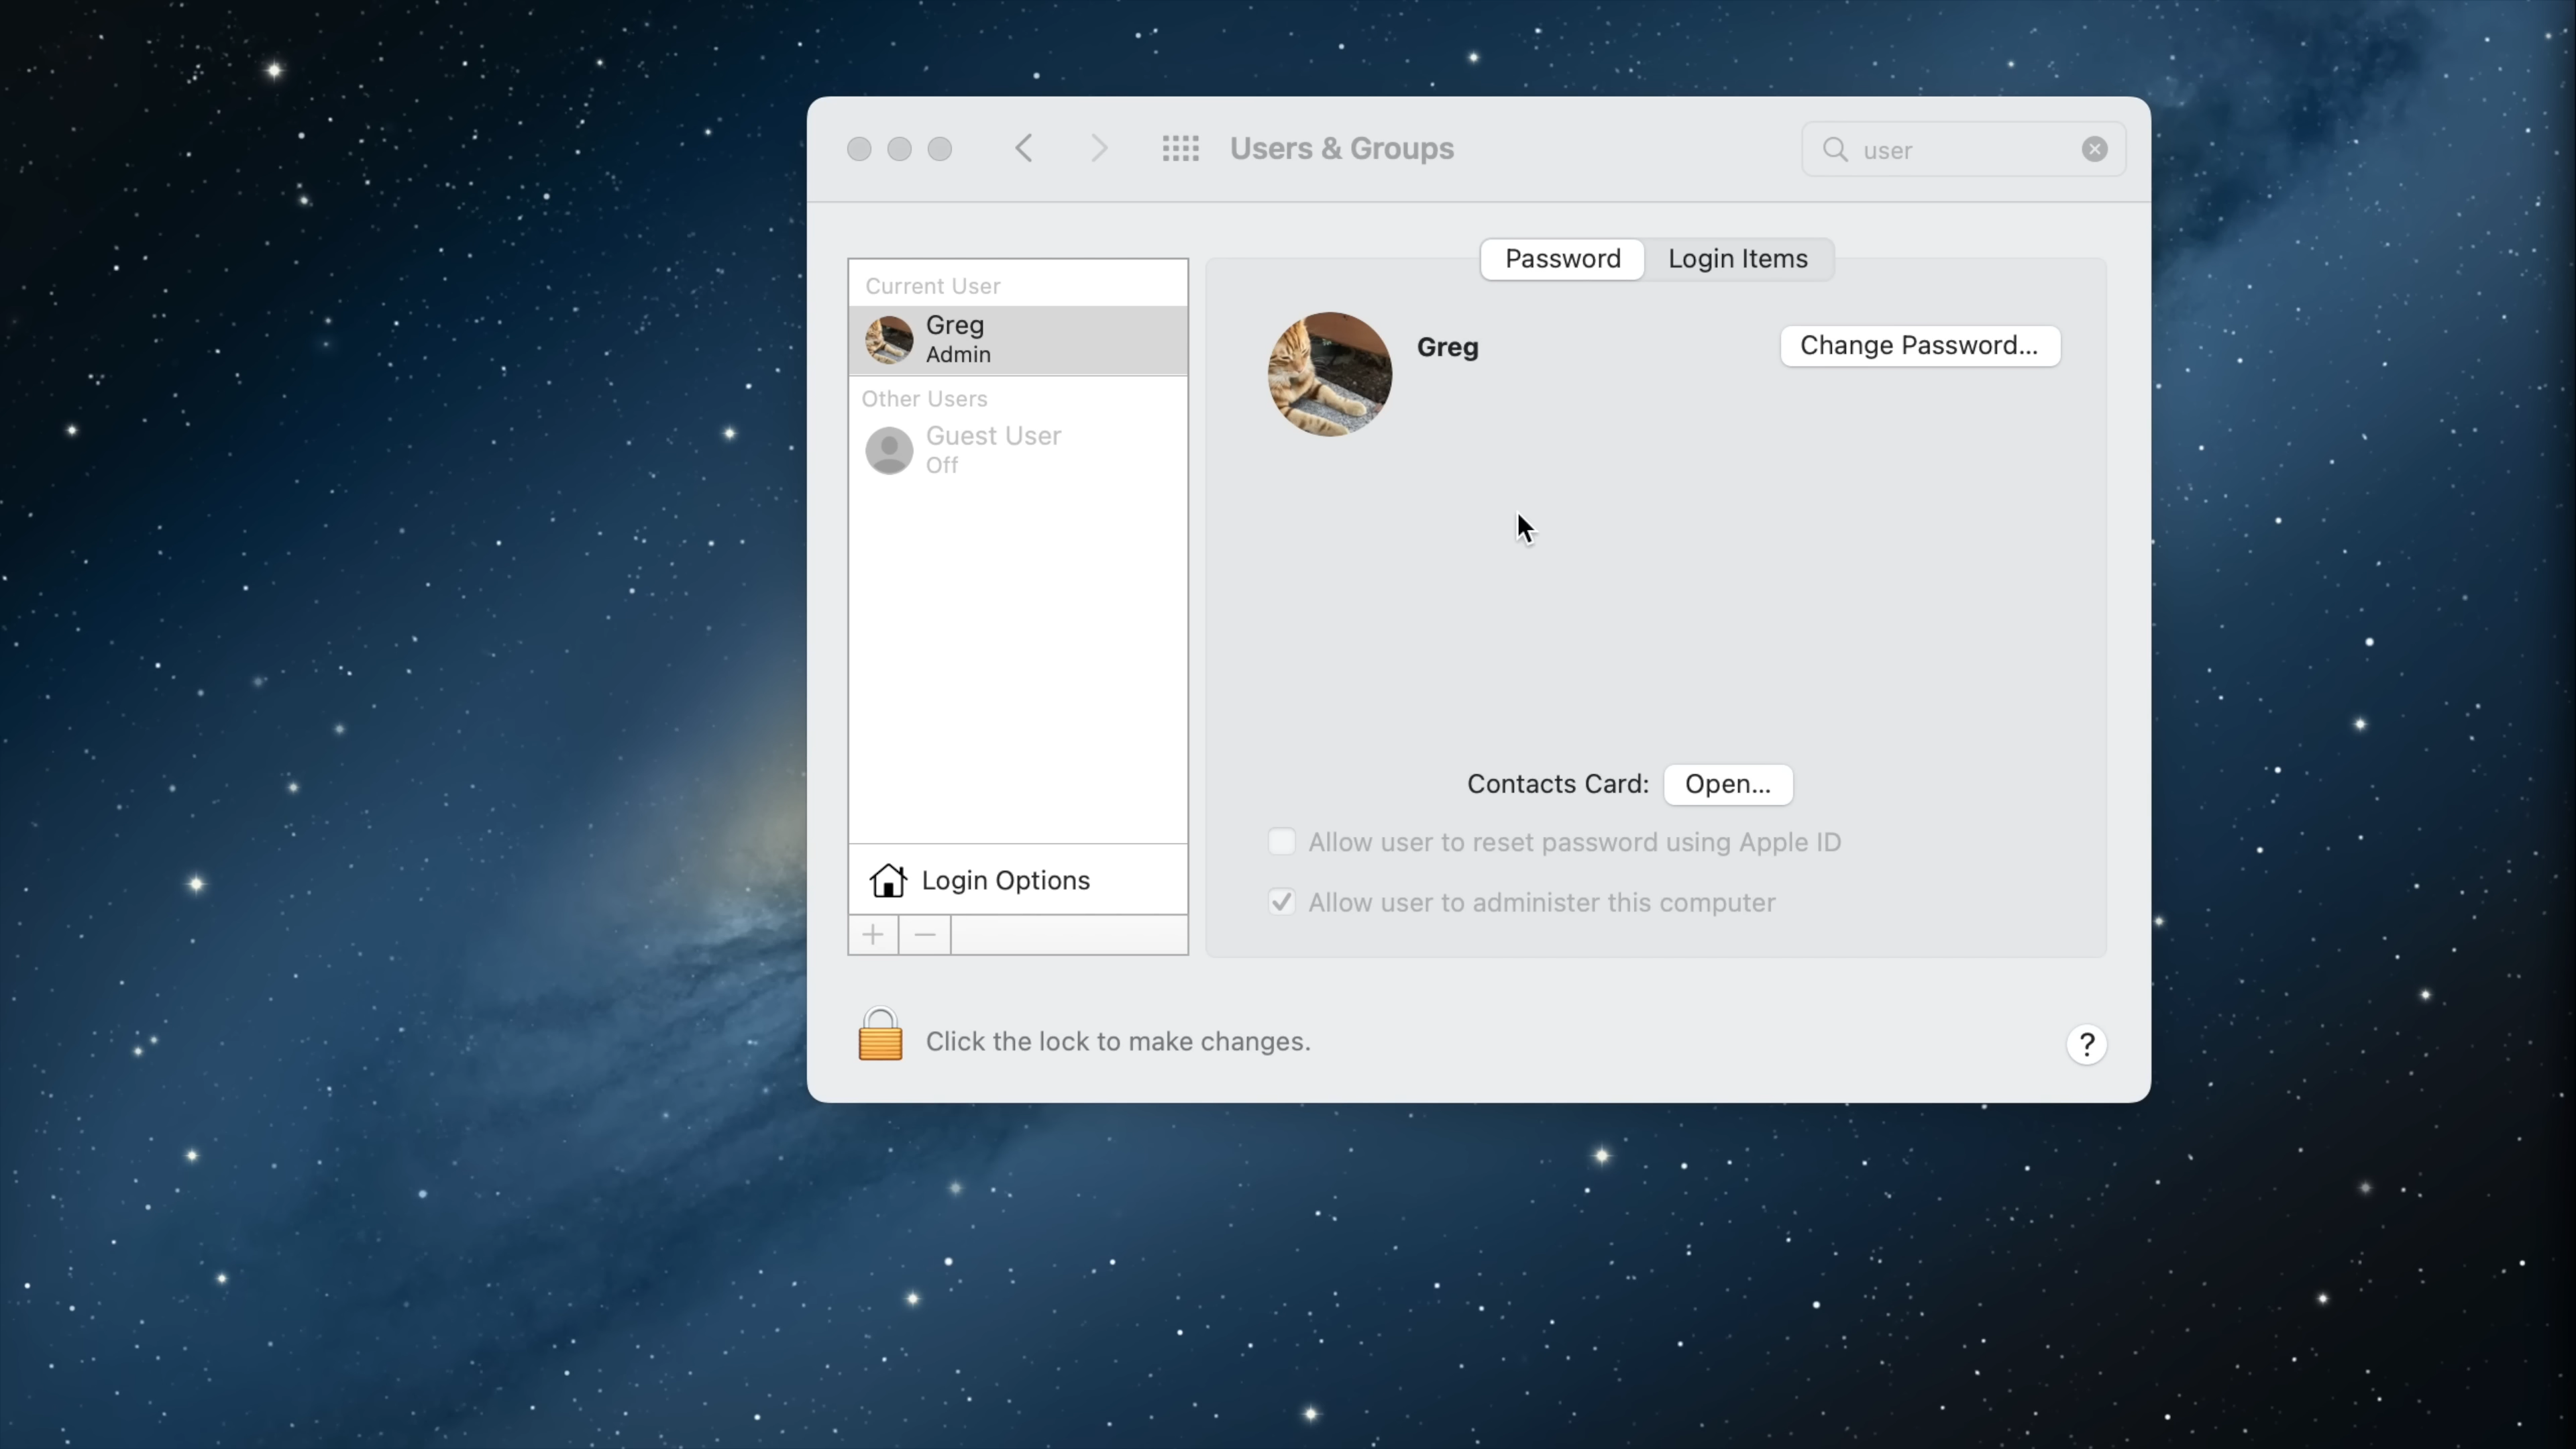 Users & Groups
user
Password
Login Items
Current User
Greg
Admin
Other Users
Guest User
Off
Login Options
Greg
Change Password...
Contacts Card:
Open...
Allow user to reset password using Apple ID
Allow user to administer this computer
Click the lock to make changes.
?